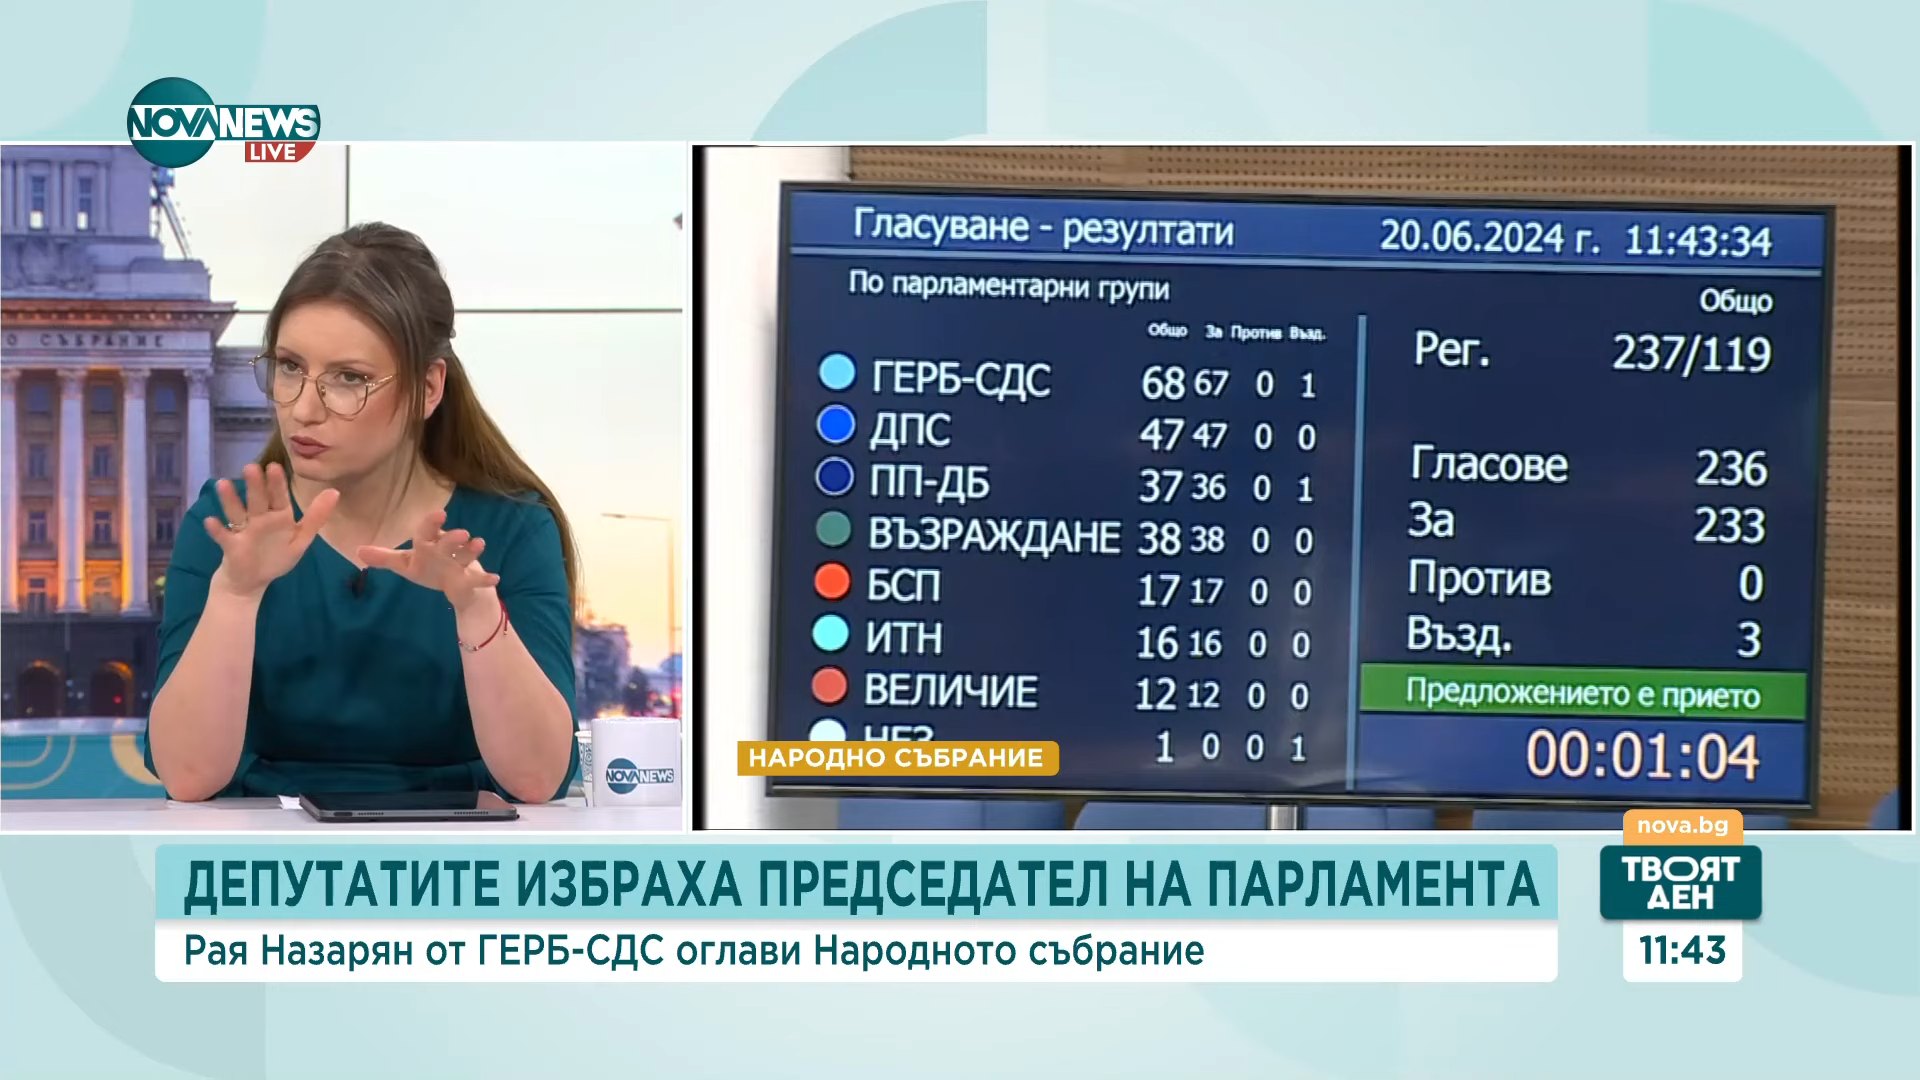 NOVANEWS
LIVE
О СЪБРАНИЕ
NOVANEWS
Гласуване - резултати 20.06.2024 г. 11:43:34
По парламентарни групи Общо
Общо За Против Възд.
ГЕРБ-СДС 68 67 0 1
ДПС 47 47 0 0
ПП-ДБ 37 36 0 1
ВЪЗРАЖДАНЕ 38 38 0 0
БСП 17 17 0 0
ИТН 16 16 0 0
ВЕЛИЧИЕ 12 12 0 0
НЕЗ 1 0 0 1
Рег. 237/119
Гласове 236
За 233
Против 0
Възд. 3
Предложението е прието
00:01:04
НАРОДНО СЪБРАНИЕ
nova.bg
ТВОЯТ
ДЕН
11:43
ДЕПУТАТИТЕ ИЗБРАХА ПРЕДСЕДАТЕЛ НА ПАРЛАМЕНТА
Рая Назарян от ГЕРБ-СДС оглави Народното събрание